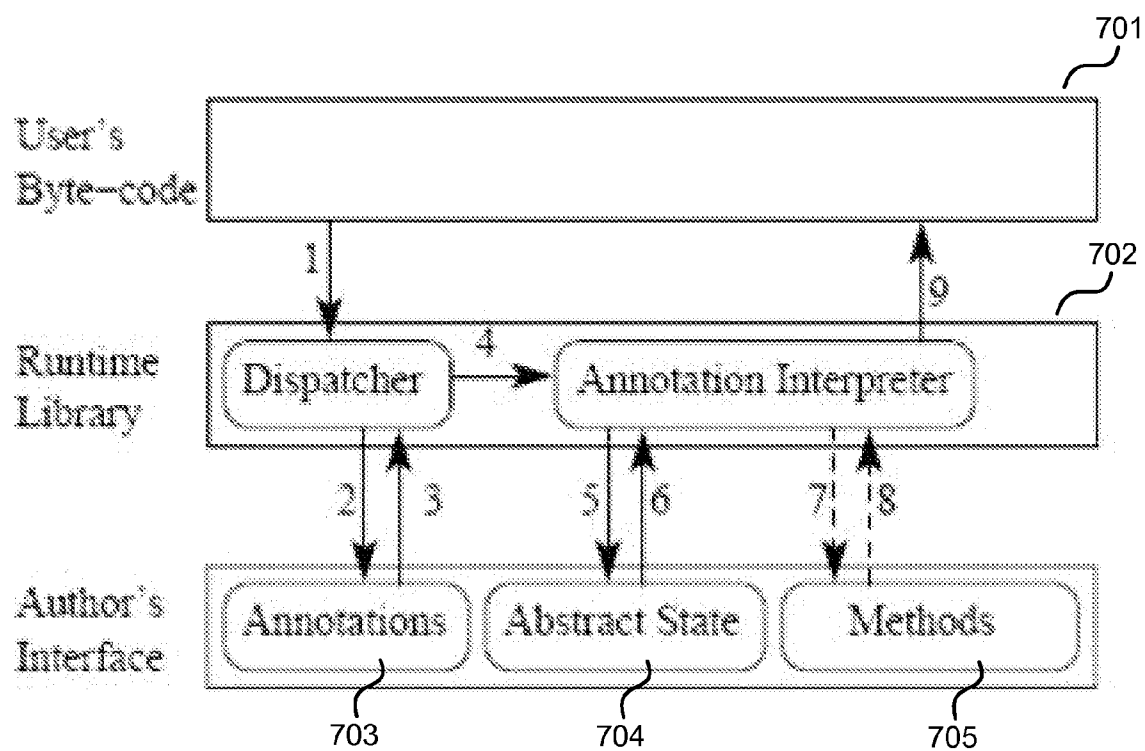 701
User's
Byte-code
1
9
702
Runtime
Library
Dispatcher
4
Annotation Interpreter
2
3
5
6
7
8
Author's
Interface
Annotations
Abstract State
Methods
703
704
705